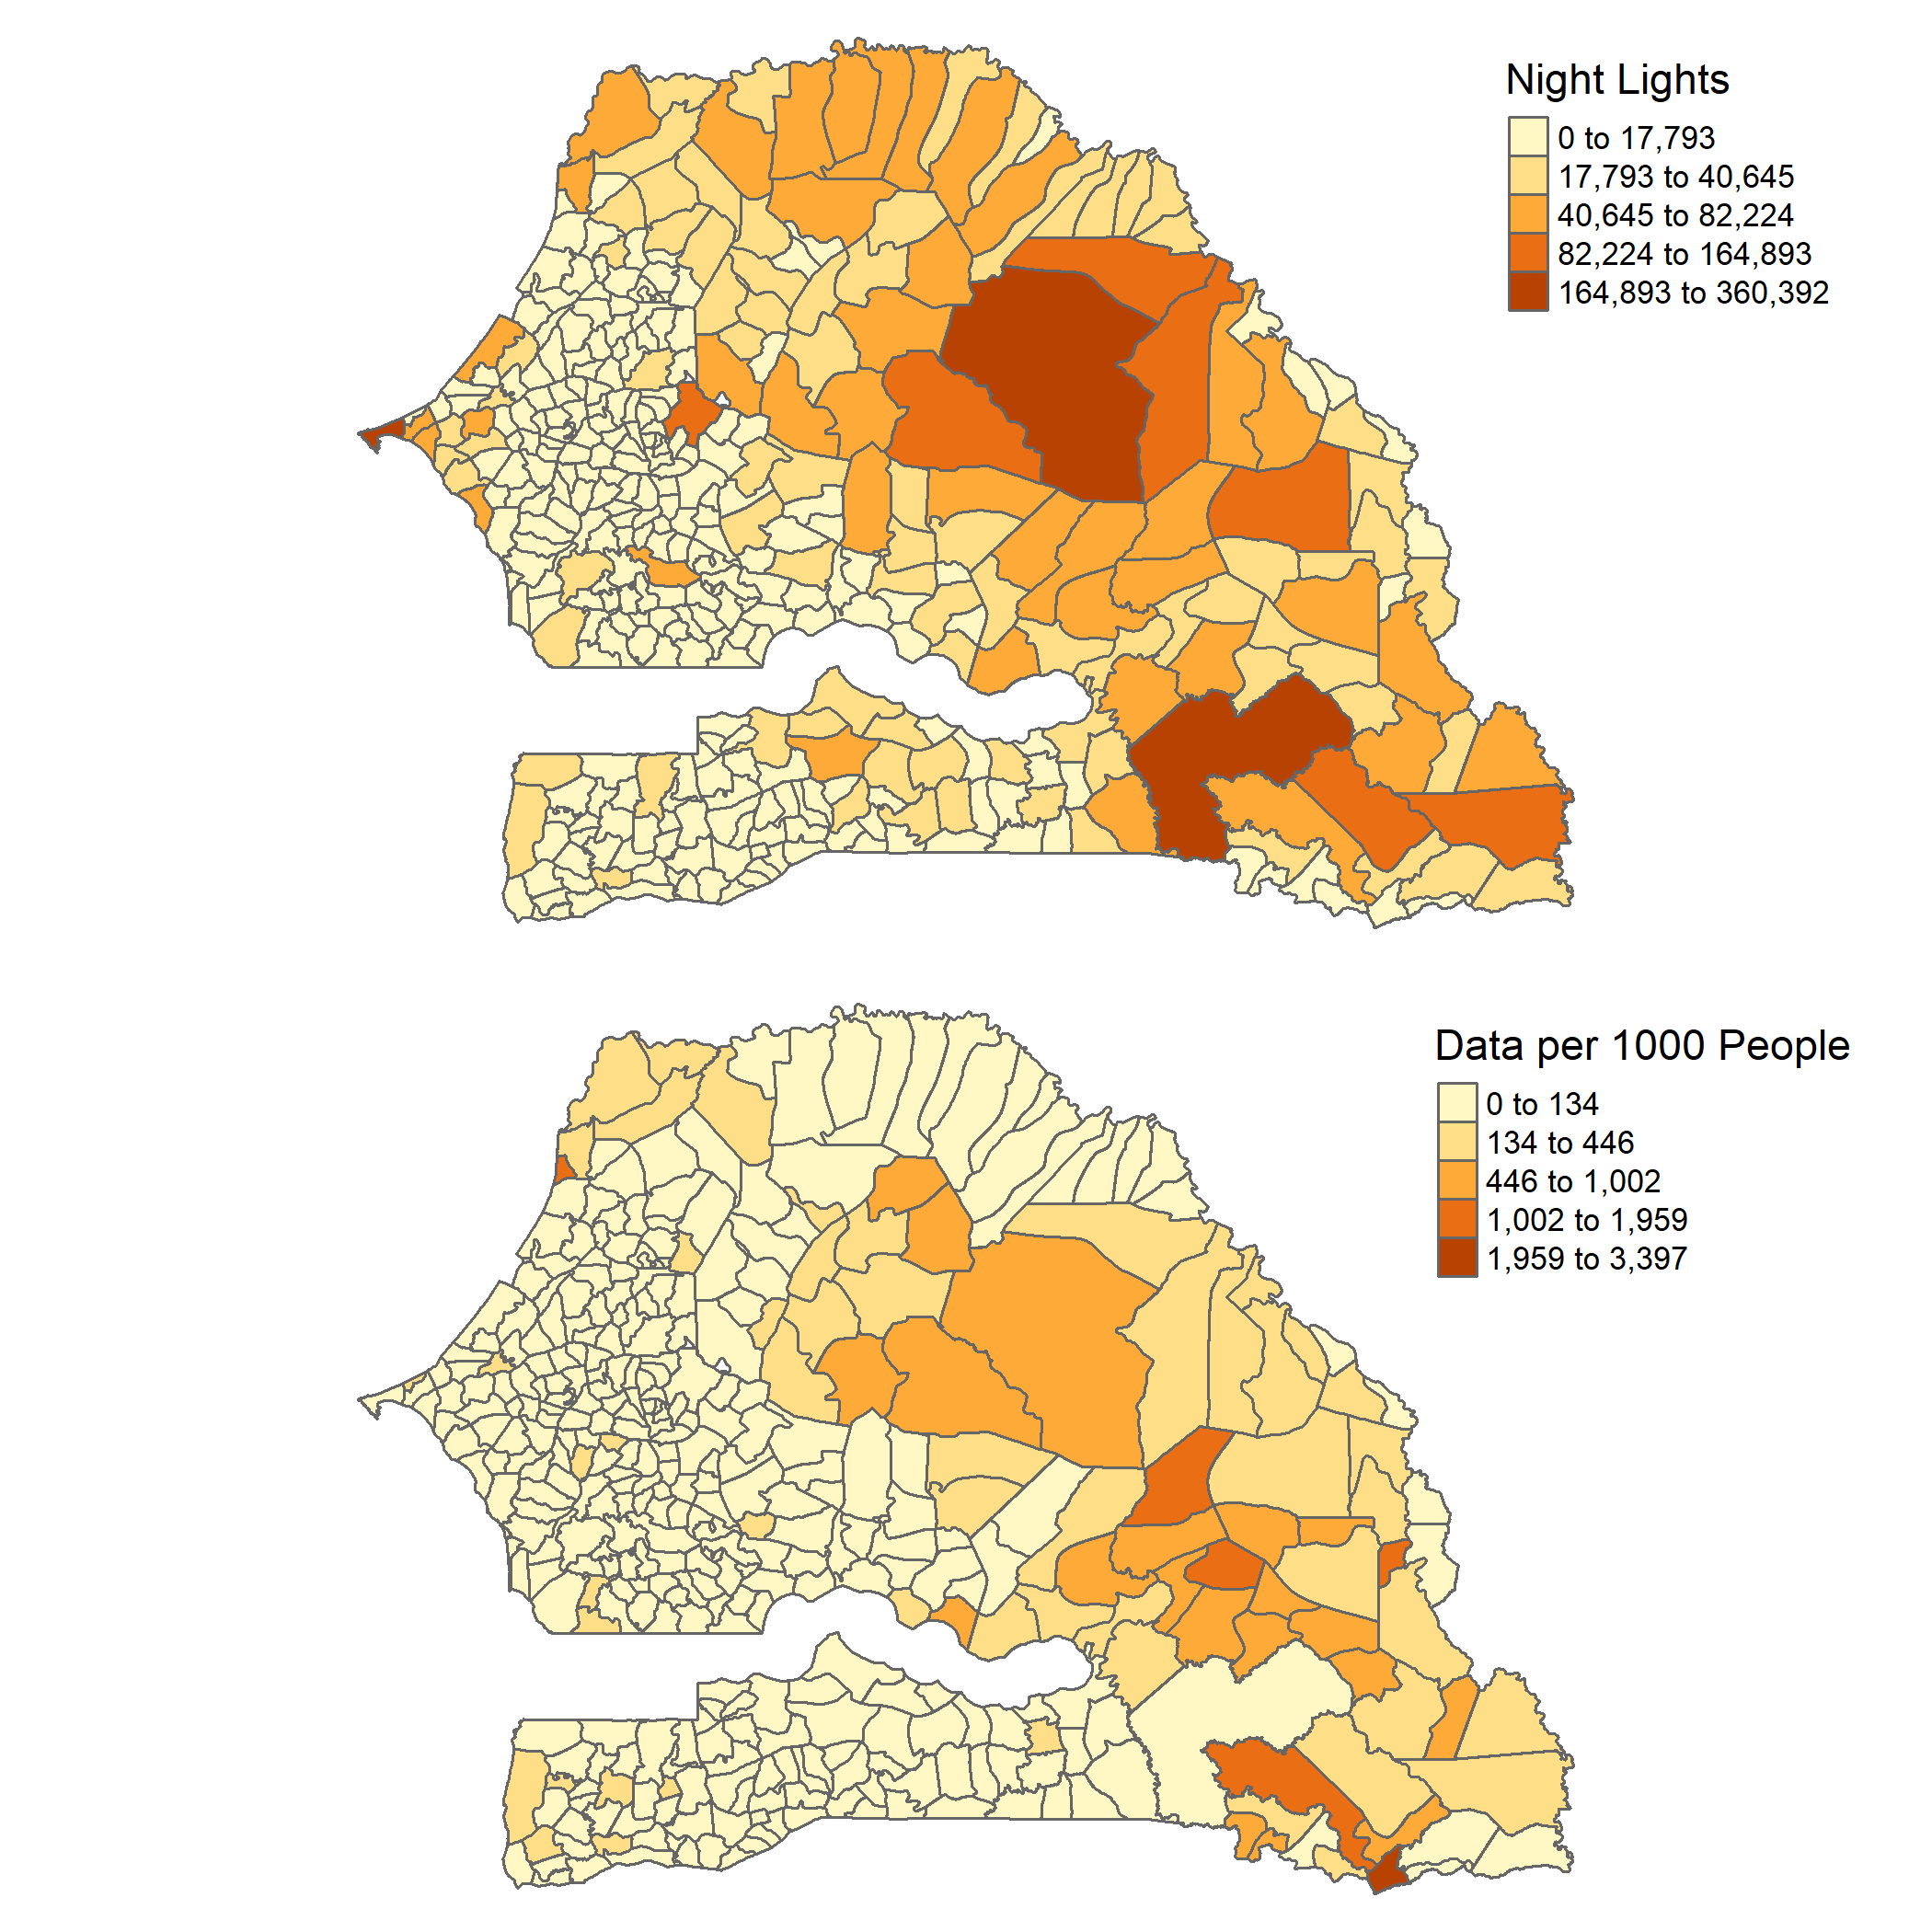 Night Lights
0 to 17,793
17,793 to 40,645
40,645 to 82,224
82,224 to 164,893
164,893 to 360,392
Data per 1000 People
0 to 134
134 to 446
446 to 1,002
1,002 to 1,959
1,959 to 3,397